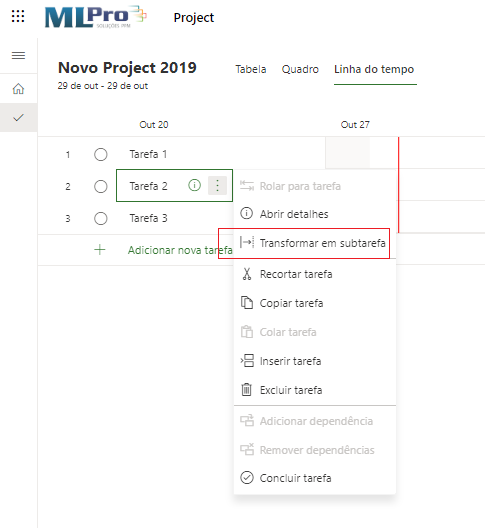 MLPro
SOLUÇÕES PPM
Project
Novo Project 2019
29 de out - 29 de out
Tabela
Quadro
Linha do tempo
Out 20
Out 27
1
Tarefa 1
2
Tarefa 2
3
Tarefa 3
Adicionar nova tarefa
Rolar para tarefa
Abrir detalhes
Transformar em subtarefa
Recortar tarefa
Copiar tarefa
Colar tarefa
Inserir tarefa
Excluir tarefa
Adicionar dependência
Remover dependências
Concluir tarefa